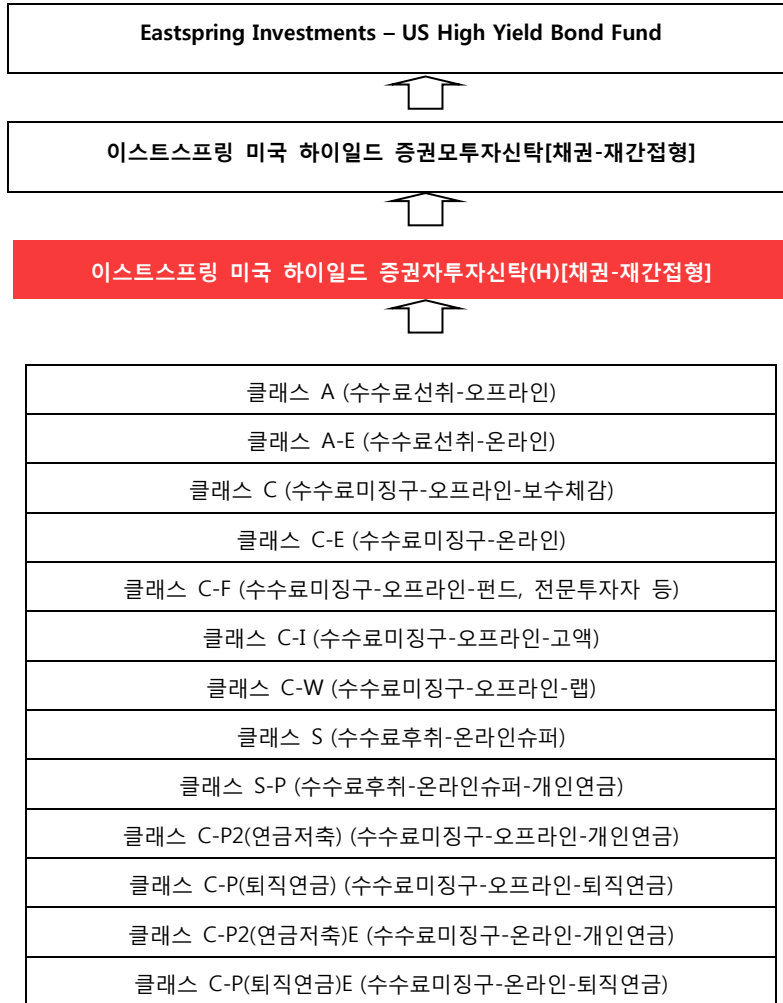 Eastspring Investments – US High Yield Bond Fund
이스트스프링 미국 하이일드 증권모투자신탁[채권-재간접형]
이스트스프링 미국 하이일드 증권자투자신탁(H)[채권-재간접형]
클래스 A (수수료선취-오프라인)
클래스 A-E (수수료선취-온라인)
클래스 C (수수료미징구-오프라인-보수체감)
클래스 C-E (수수료미징구-온라인)
클래스 C-F (수수료미징구-오프라인-펀드, 전문투자자 등)
클래스 C-I (수수료미징구-오프라인-고액)
클래스 C-W (수수료미징구-오프라인-랩)
클래스 S (수수료후취-온라인슈퍼)
클래스 S-P (수수료후취-온라인슈퍼-개인연금)
클래스 C-P2(연금저축) (수수료미징구-오프라인-개인연금)
클래스 C-P(퇴직연금) (수수료미징구-오프라인-퇴직연금)
클래스 C-P2(연금저축)E (수수료미징구-온라인-개인연금)
클래스 C-P(퇴직연금)E (수수료미징구-온라인-퇴직연금)